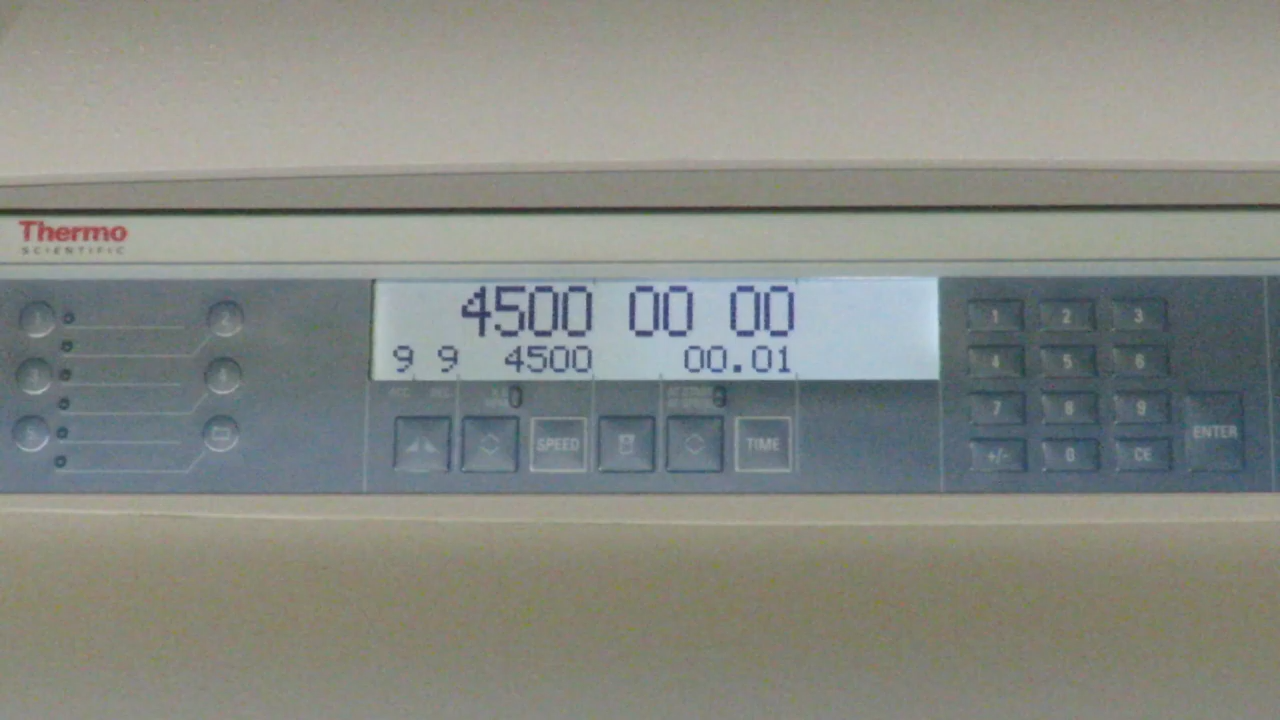 Thermo
SCIENTIFIC
4500 00 00
9 9 4500 00.01
SPEED TIME
1 2 3
4 5 6
7 8 9
+/- 0 CE
ENTER